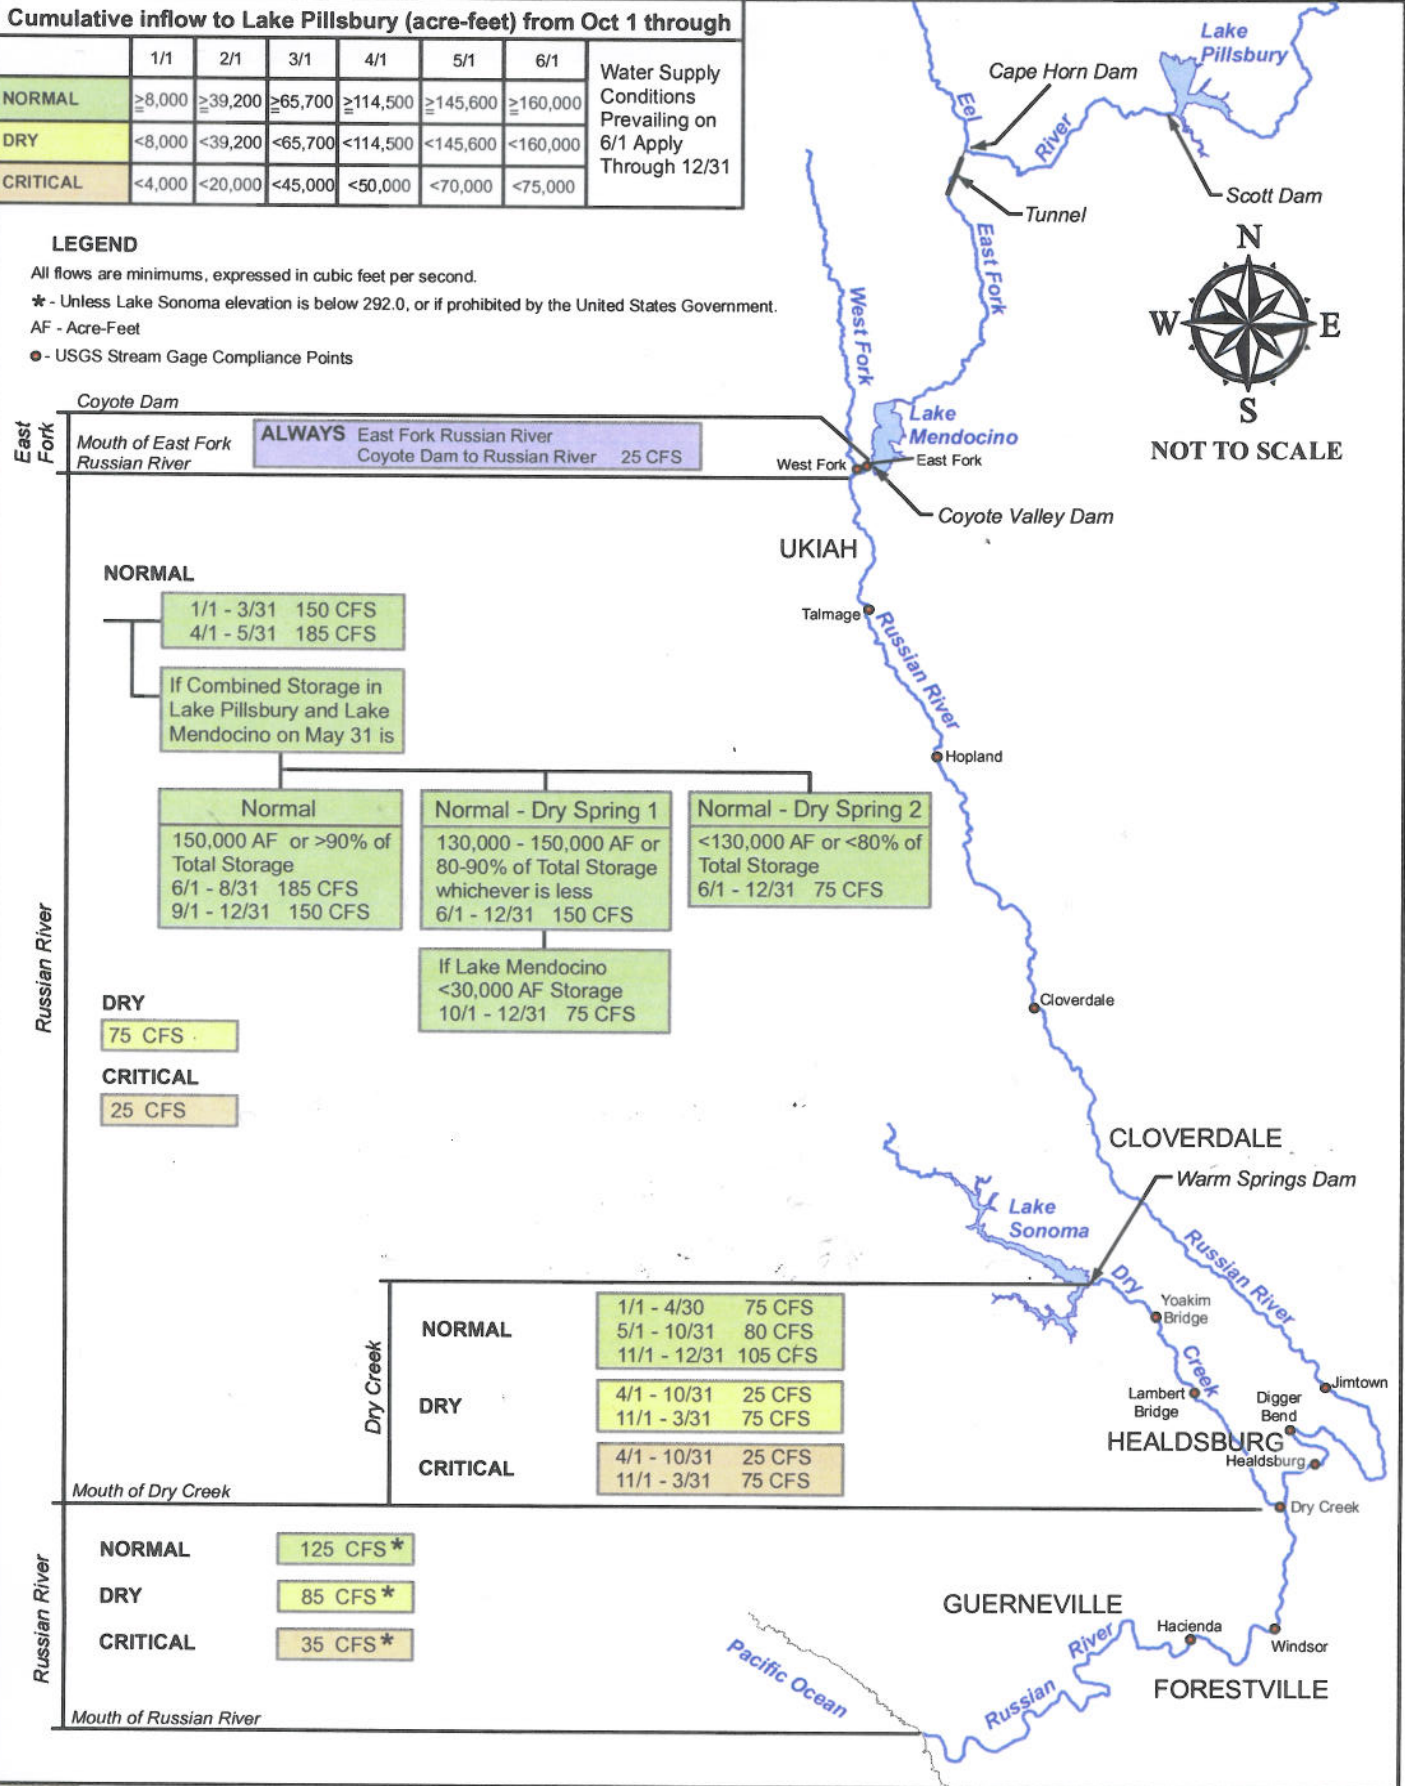 Cumulative inflow to Lake Pillsbury (acre-feet) from Oct 1 through
1/1 2/1 3/1 4/1 5/1 6/1
NORMAL ≥8,000 ≥39,200 ≥65,700 ≥114,500 ≥145,600 ≥160,000
DRY <8,000 <39,200 <65,700 <114,500 <145,600 <160,000
CRITICAL <4,000 <20,000 <45,000 <50,000 <70,000 <75,000
Water Supply
Conditions
Prevailing on
6/1 Apply
Through 12/31
LEGEND
All flows are minimums, expressed in cubic feet per second.
* - Unless Lake Sonoma elevation is below 292.0, or if prohibited by the United States Government.
AF - Acre-Feet
- USGS Stream Gage Compliance Points
Lake
Pillsbury
Cape Horn Dam
Eel
River
Scott Dam
Tunnel
East Fork
West Fork
N
W
E
S
NOT TO SCALE
East
Fork
Coyote Dam
Mouth of East Fork
Russian River
ALWAYS East Fork Russian River
Coyote Dam to Russian River 25 CFS
Lake
Mendocino
West Fork
East Fork
Coyote Valley Dam
UKIAH
Talmage
Russian River
Hopland
Cloverdale
Russian River
NORMAL
1/1 - 3/31 150 CFS
4/1 - 5/31 185 CFS
If Combined Storage in
Lake Pillsbury and Lake
Mendocino on May 31 is
Normal
150,000 AF or >90% of
Total Storage
6/1 - 8/31 185 CFS
9/1 - 12/31 150 CFS
Normal - Dry Spring 1
130,000 - 150,000 AF or
80-90% of Total Storage
whichever is less
6/1 - 12/31 150 CFS
Normal - Dry Spring 2
<130,000 AF or <80% of
Total Storage
6/1 - 12/31 75 CFS
If Lake Mendocino
<30,000 AF Storage
10/1 - 12/31 75 CFS
DRY
75 CFS
CRITICAL
25 CFS
CLOVERDALE
Warm Springs Dam
Lake
Sonoma
Russian River
Dry
Creek
Yoakim
Bridge
Lambert
Bridge
Jimtown
Digger
Bend
HEALDSBURG
Healdsburg
Dry Creek
Dry Creek
NORMAL
1/1 - 4/30 75 CFS
5/1 - 10/31 80 CFS
11/1 - 12/31 105 CFS
DRY
4/1 - 10/31 25 CFS
11/1 - 3/31 75 CFS
CRITICAL
4/1 - 10/31 25 CFS
11/1 - 3/31 75 CFS
Mouth of Dry Creek
Russian River
NORMAL 125 CFS *
DRY 85 CFS *
CRITICAL 35 CFS *
Mouth of Russian River
GUERNEVILLE
Hacienda
Windsor
FORESTVILLE
Russian
River
Pacific Ocean